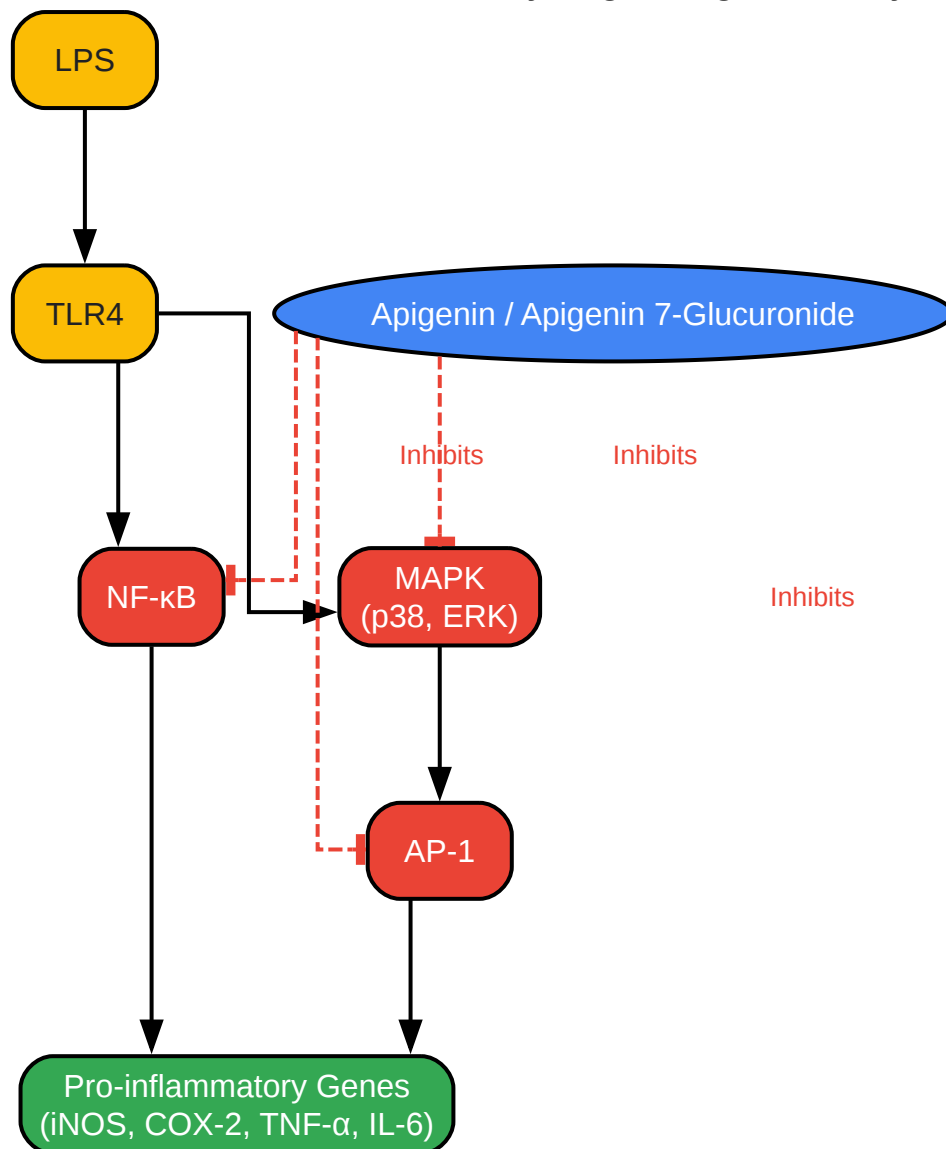 LPS
TLR4
Apigenin / Apigenin 7-Glucuronide
Inhibits
Inhibits
NF-κB
MAPK
(p38, ERK)
Inhibits
AP-1
Pro-inflammatory Genes
(iNOS, COX-2, TNF-α, IL-6)